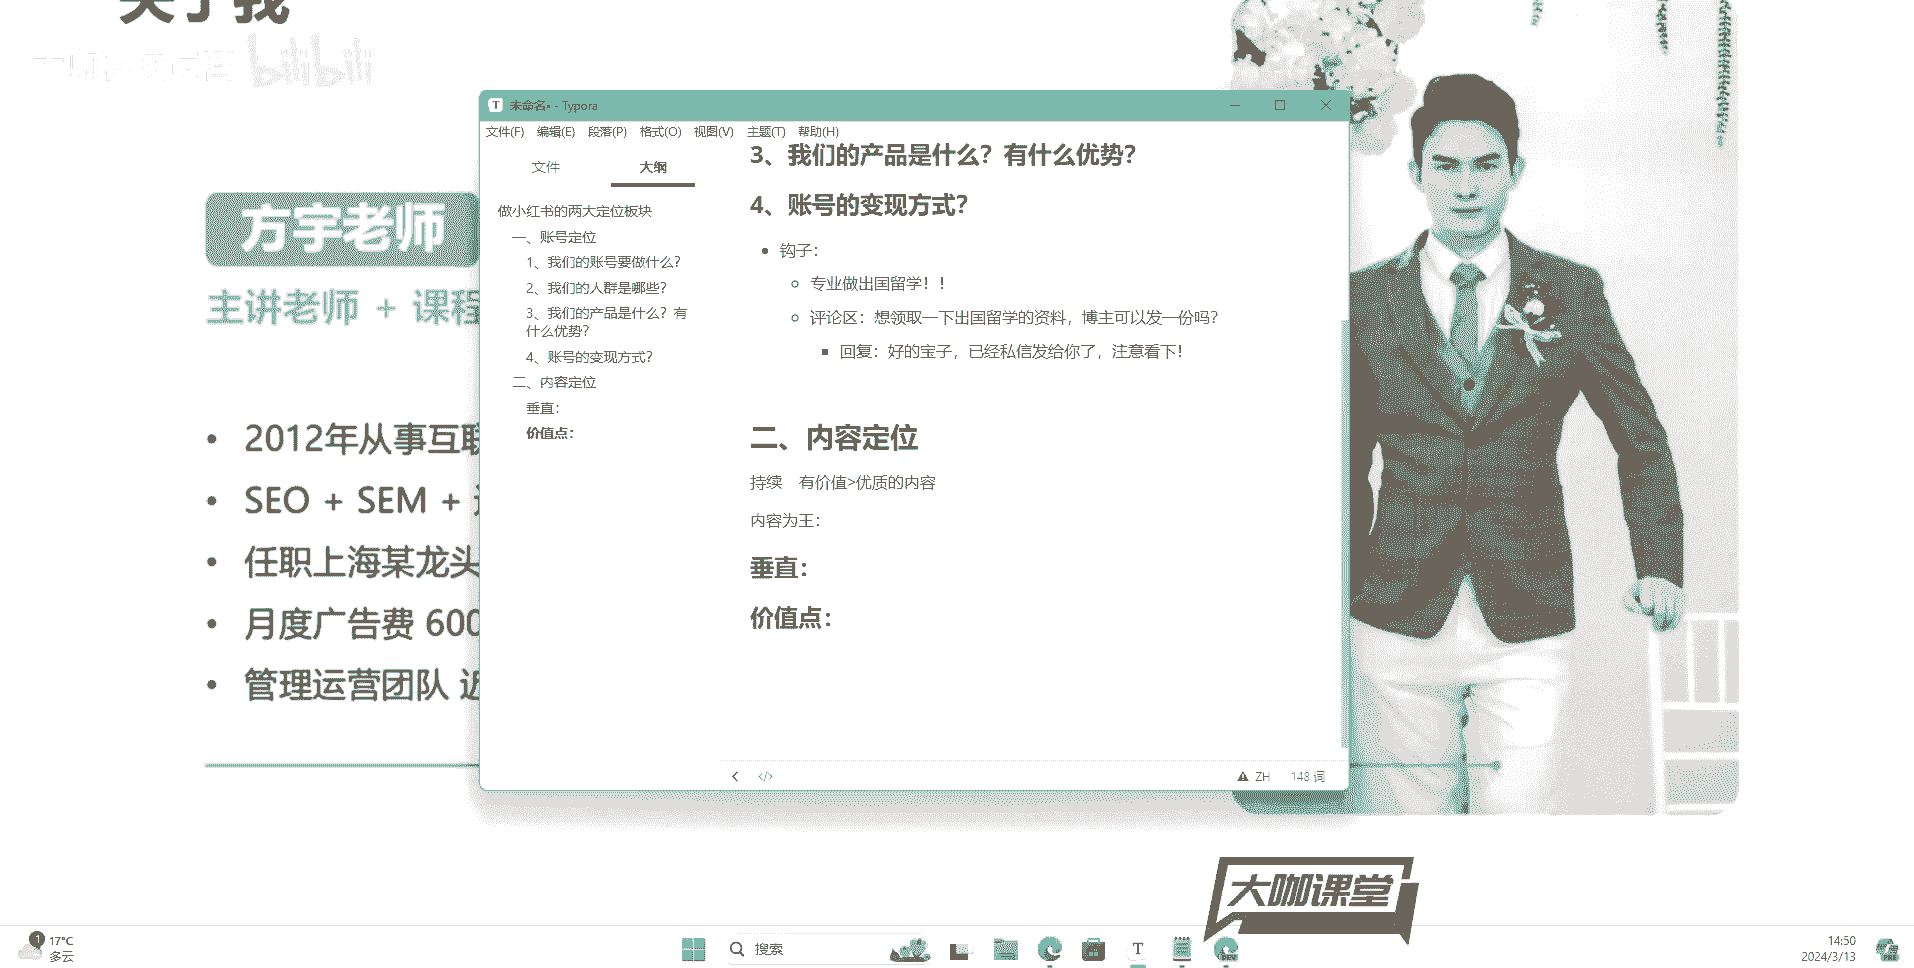 关于我
bilibili
方宇老师
主讲老师 + 课程
2012年从事互联
SEO + SEM +
任职上海某龙头
月度广告费 600
管理运营团队 近
未命名• - Typora
文件(F) 编辑(E) 段落(P) 格式(O) 视图(V) 主题(T) 帮助(H)
文件 大纲
做小红书的两大定位板块
一、账号定位
1、我们的账号要做什么?
2、我们的人群是哪些?
3、我们的产品是什么? 有
什么优势?
4、账号的变现方式?
二、内容定位
垂直:
价值点:
3、我们的产品是什么? 有什么优势?
4、账号的变现方式?
钩子:
专业做出国留学! !
评论区: 想领取一下出国留学的资料, 博主可以发一份吗?
回复: 好的宝子, 已经私信发给你了, 注意看下!
二、内容定位
持续 有价值>优质的内容
内容为王:
垂直:
价值点:
ZH 148 词
大咖课堂
1 17°C
多云
搜索
DEV
14:50
2024/3/13
PRE